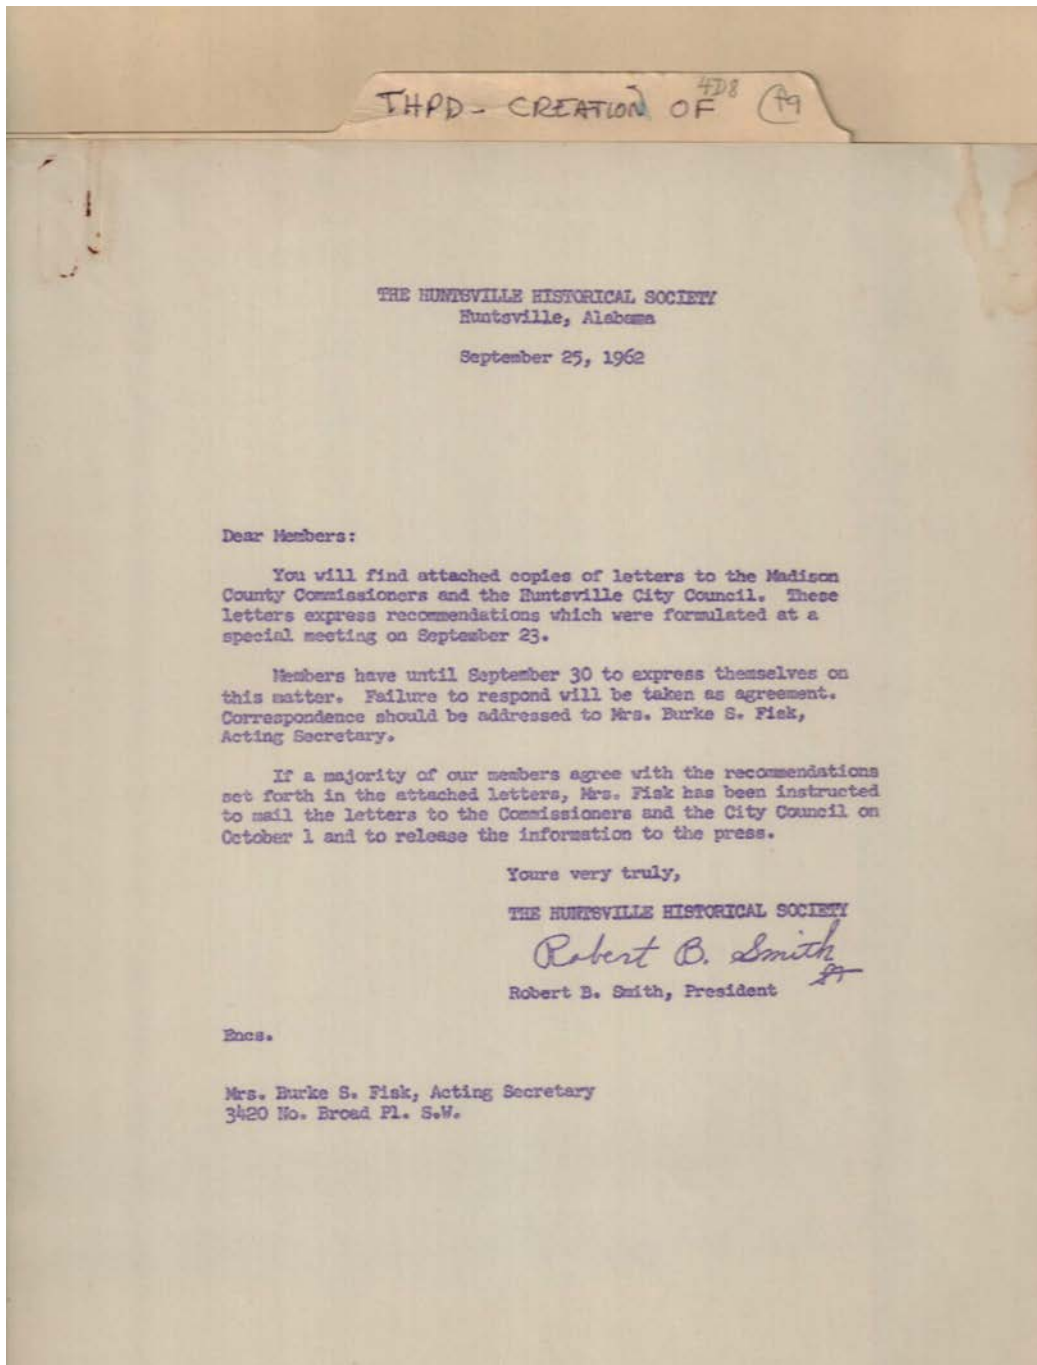 THPD - CREATION OF 4D8
THE HUNTSVILLE HISTORICAL SOCIETY
Huntsville, Alabama
September 25, 1962
Dear Members:
You will find attached copies of letters to the Madison
County Commissioners and the Huntsville City Council. These
letters express recommendations which were formulated at a
special meeting on September 23.
Members have until September 30 to express themselves on
this matter. Failure to respond will be taken as agreement.
Correspondence should be addressed to Mrs. Burke S. Fisk,
Acting Secretary.
If a majority of our members agree with the recommendations
set forth in the attached letters, Mrs. Fisk has been instructed
to mail the letters to the Commissioners and the City Council on
October 1 and to release the information to the press.
Yours very truly,
THE HUNTSVILLE HISTORICAL SOCIETY
Robert B. Smith
Robert B. Smith, President
Encs.
Mrs. Burke S. Fisk, Acting Secretary
3420 No. Broad Pl. S.W.